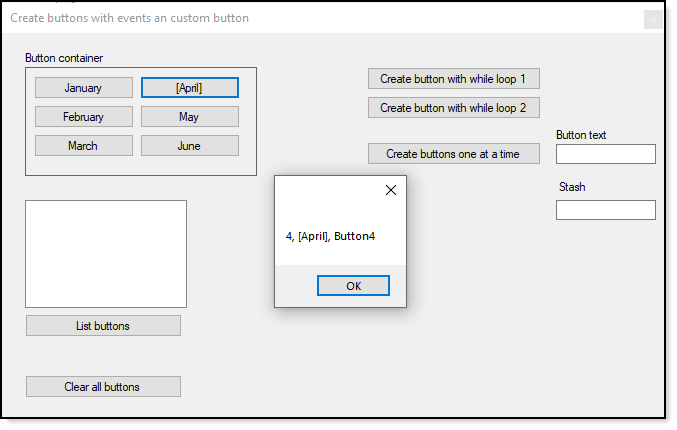 Create buttons with events an custom button
Button container
January
[April]
February
May
March
June
Create button with while loop 1
Create button with while loop 2
Create buttons one at a time
Button text
Stash
4, [April], Button4
OK
List buttons
Clear all buttons